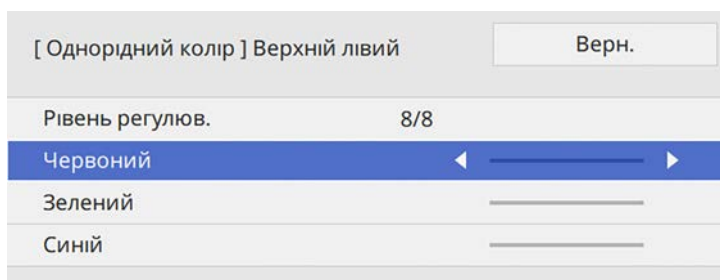 [ Однорідний колір ] Верхній лівий
Верн.
Рівень регулюв. 8/8
Червоний
Зелений
Синій